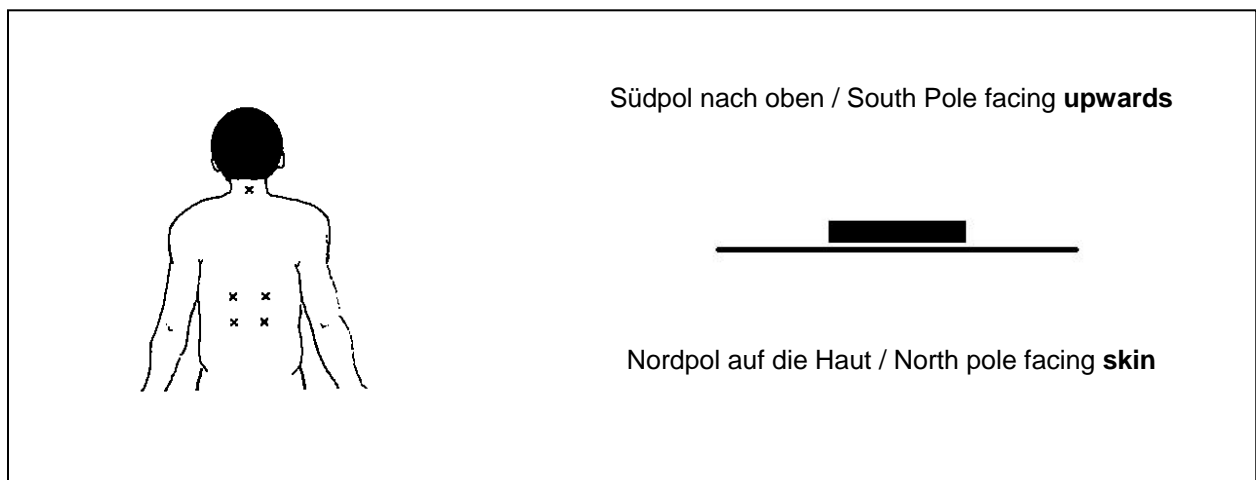 Südpol nach oben / South Pole facing upwards
Nordpol auf die Haut / North pole facing skin